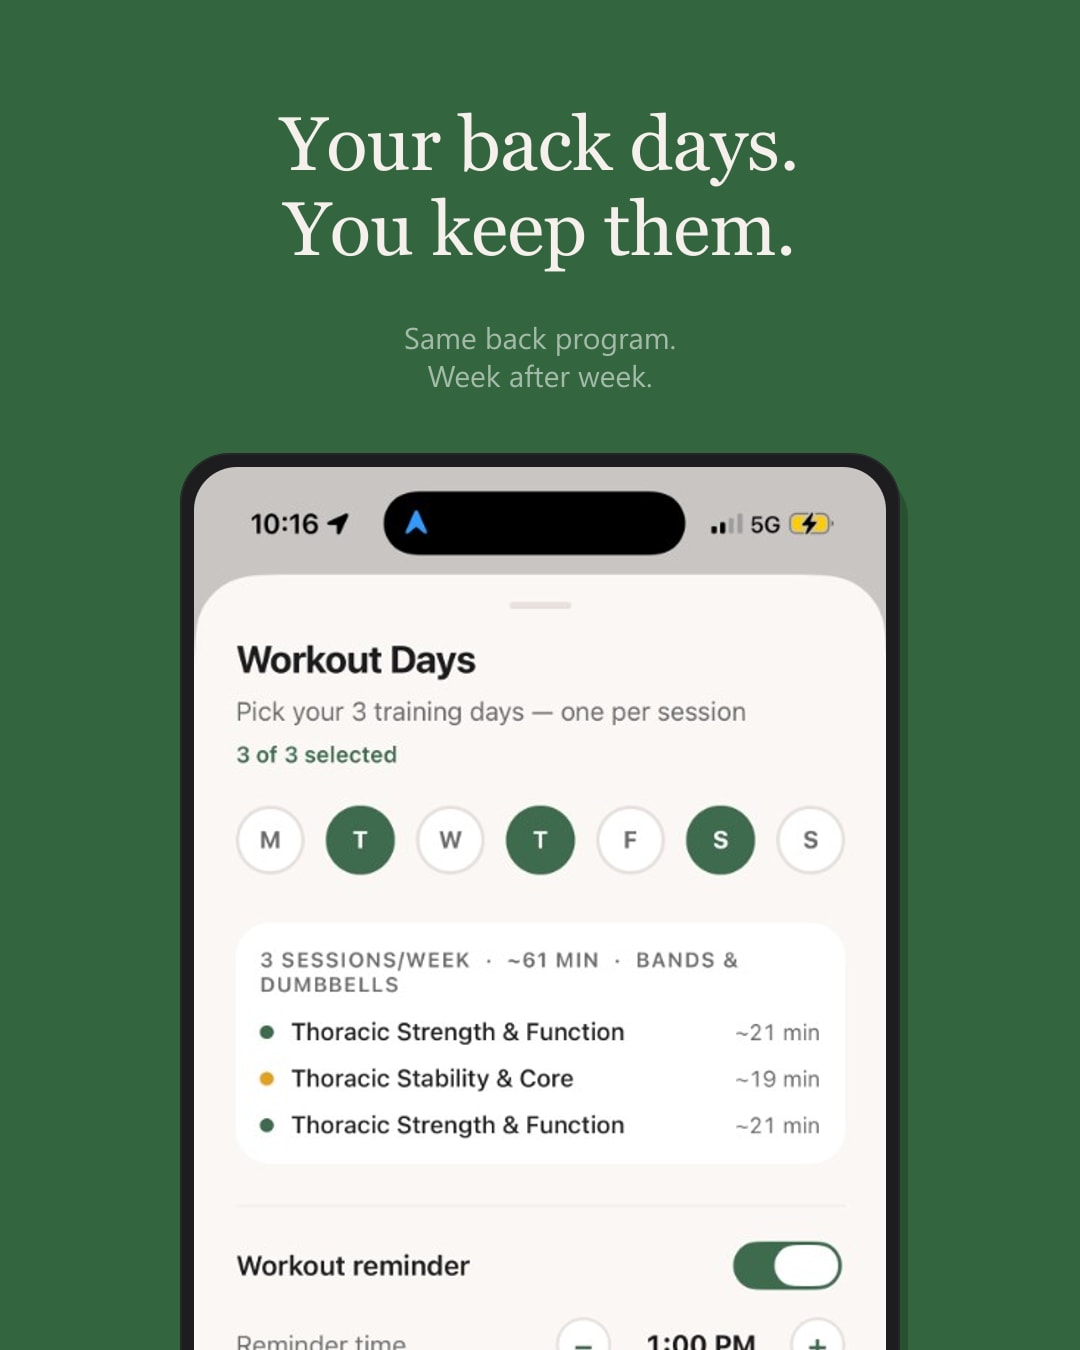 Your back days.
You keep them.
Same back program.
Week after week.
10:16
5G
Workout Days
Pick your 3 training days — one per session
3 of 3 selected
M T W T F S S
3 SESSIONS/WEEK · ~61 MIN · BANDS &
DUMBBELLS
Thoracic Strength & Function ~21 min
Thoracic Stability & Core ~19 min
Thoracic Strength & Function ~21 min
Workout reminder
Reminder time − 1:00 PM +